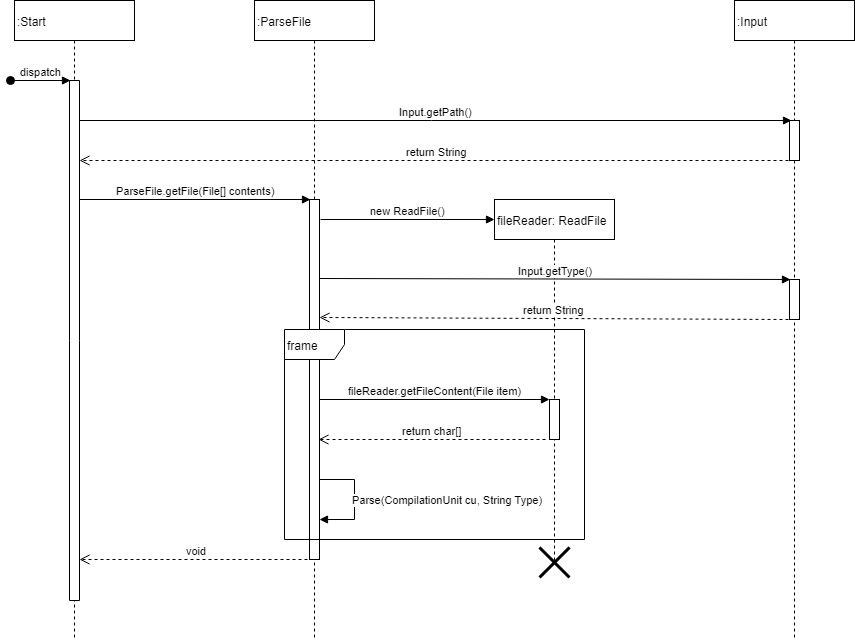 :Start
:ParseFile
:Input
dispatch
Input.getPath()
return String
ParseFile.getFile(File[] contents)
new ReadFile()
fileReader: ReadFile
Input.getType()
return String
frame
fileReader.getFileContent(File item)
return char[]
Parse(CompilationUnit cu, String Type)
void